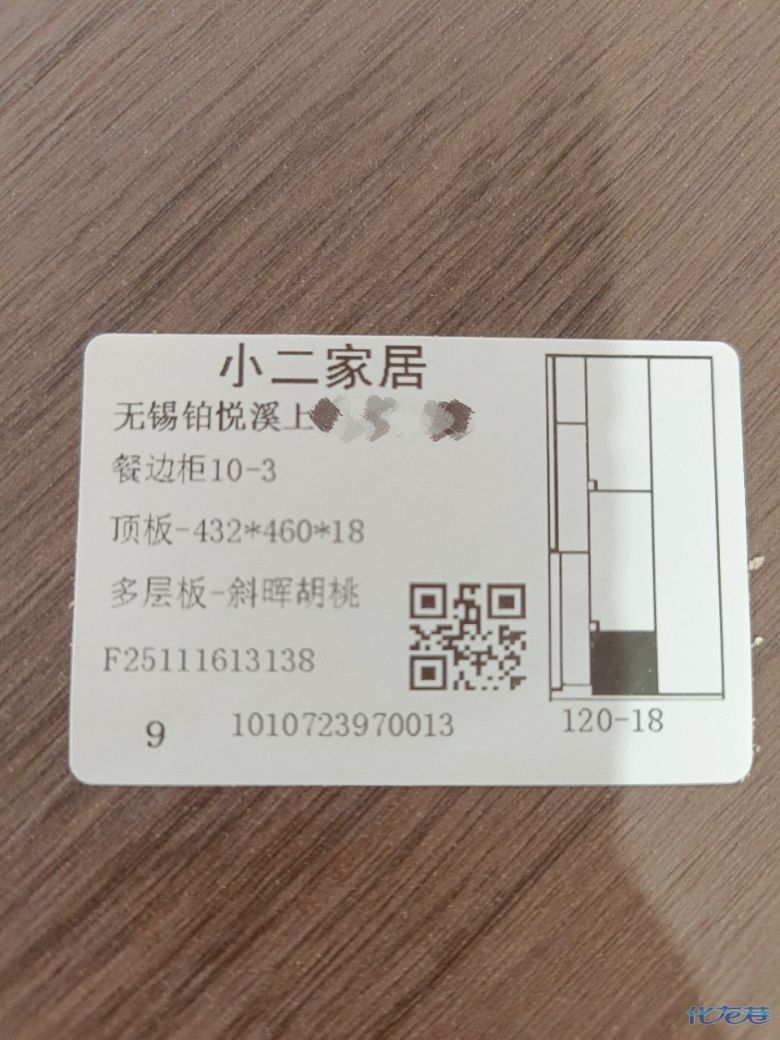 小二家居
无锡铂悦溪上
餐边柜10-3
顶板-432*460*18
多层板-斜晖胡桃
F25111613138
9 1010723970013
120-18
化龙巷